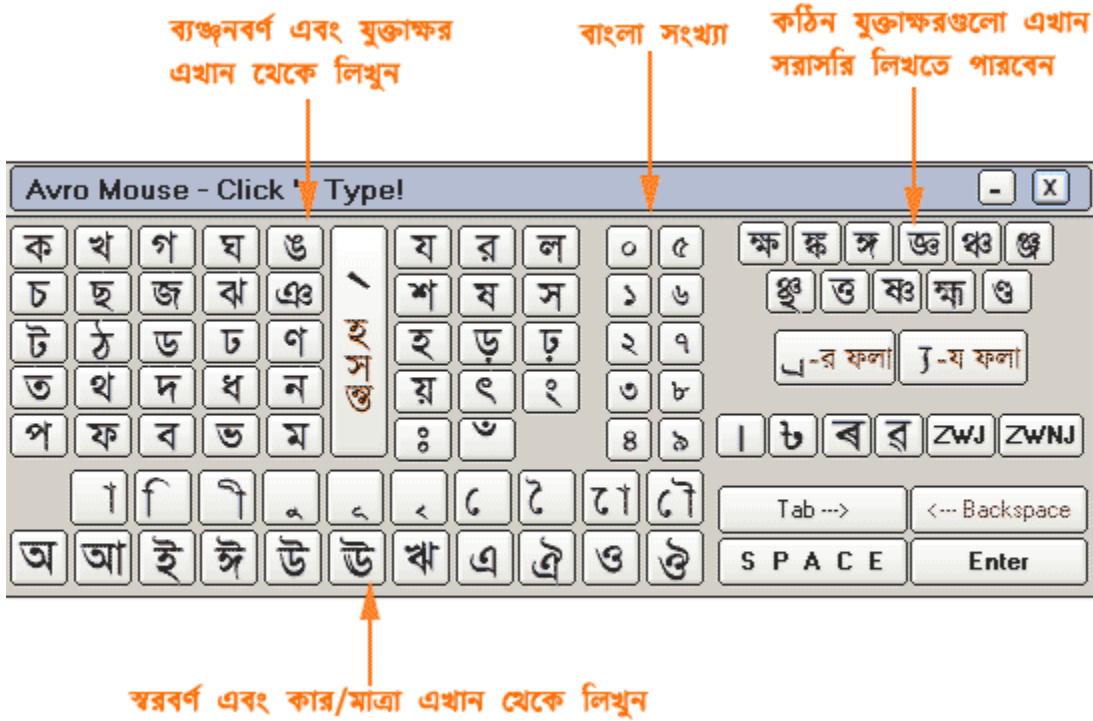 ব্যঞ্জনবর্ণ এবং যুক্তাক্ষর
এখান থেকে লিখুন
বাংলা সংখ্যা
কঠিন যুক্তাক্ষরগুলো এখান
সরাসরি লিখতে পারবেন
Avro Mouse - Click 'n Type!
ক খ গ ঘ ঙ য র ল ০ ৫ ক্ষ ঙ্ক ঙ্গ জ্ঞ ঞ্চ ঞ্জ
চ ছ জ ঝ ঞ শ ষ স ১ ৬ ঞ্ছ ত্ত ষ্ণ হ্ম ণ্ড
ট ঠ ড ঢ ণ ্ হসন্ত হ ড় ঢ় ২ ৭ ্র-র ফলা ্য-য ফলা
ত থ দ ধ ন য় ৎ ং ৩ ৮
প ফ ব ভ ম ঃ ঁ ৪ ৯ । ৳ ৰ ৱ ZWJ ZWNJ
া ি ী ু ূ ৃ ে ৈ ো ৌ Tab ---> <--- Backspace
অ আ ই ঈ উ ঊ ঋ এ ঐ ও ঔ S P A C E Enter
স্বরবর্ণ এবং কার/মাত্রা এখান থেকে লিখুন